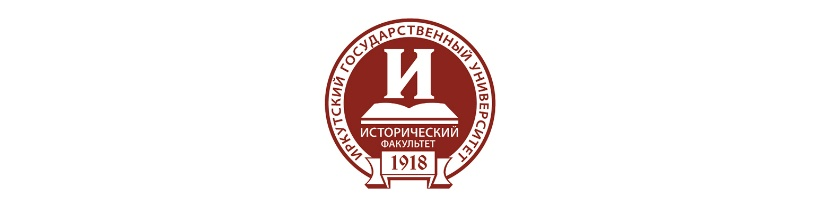 ИРКУТСКИЙ ГОСУДАРСТВЕННЫЙ УНИВЕРСИТЕТ
И
ИСТОРИЧЕСКИЙ
ФАКУЛЬТЕТ
1918